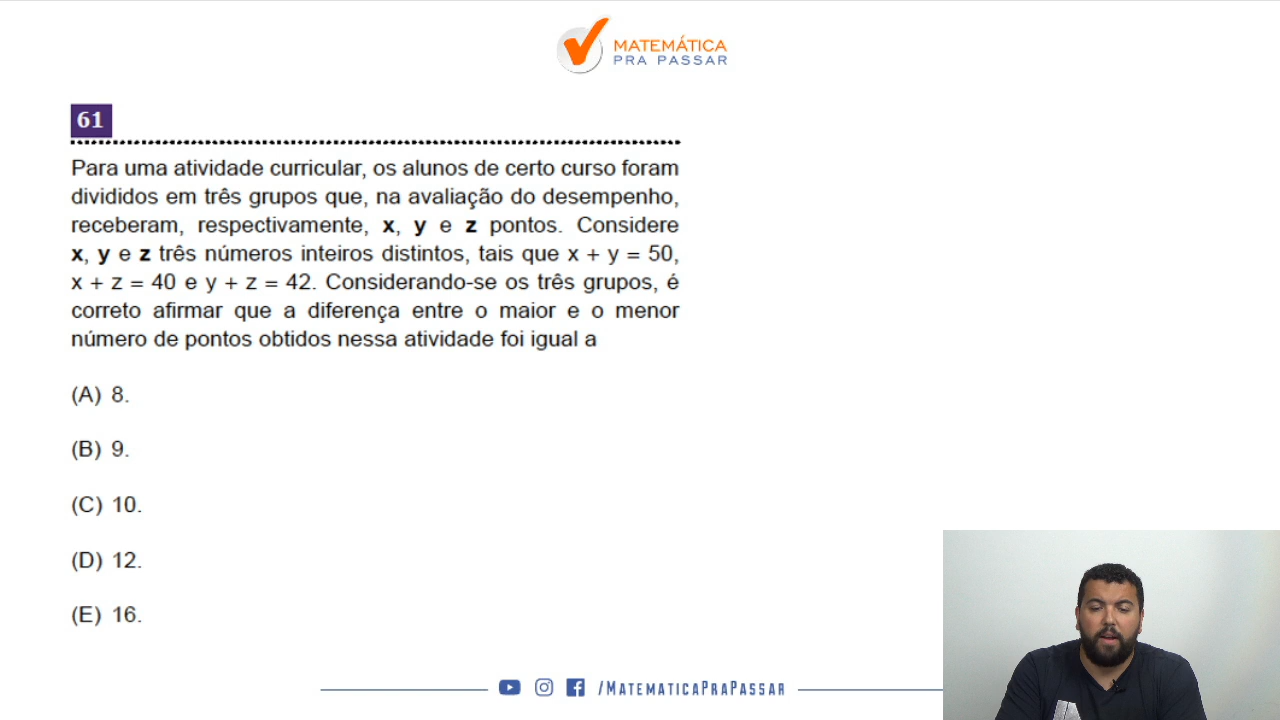 MATEMÁTICA
PRA PASSAR
61
Para uma atividade curricular, os alunos de certo curso foram
divididos em três grupos que, na avaliação do desempenho,
receberam, respectivamente, x, y e z pontos. Considere
x, y e z três números inteiros distintos, tais que x + y = 50,
x + z = 40 e y + z = 42. Considerando-se os três grupos, é
correto afirmar que a diferença entre o maior e o menor
número de pontos obtidos nessa atividade foi igual a
(A) 8.
(B) 9.
(C) 10.
(D) 12.
(E) 16.
/MATEMATICAPRAPASSAR